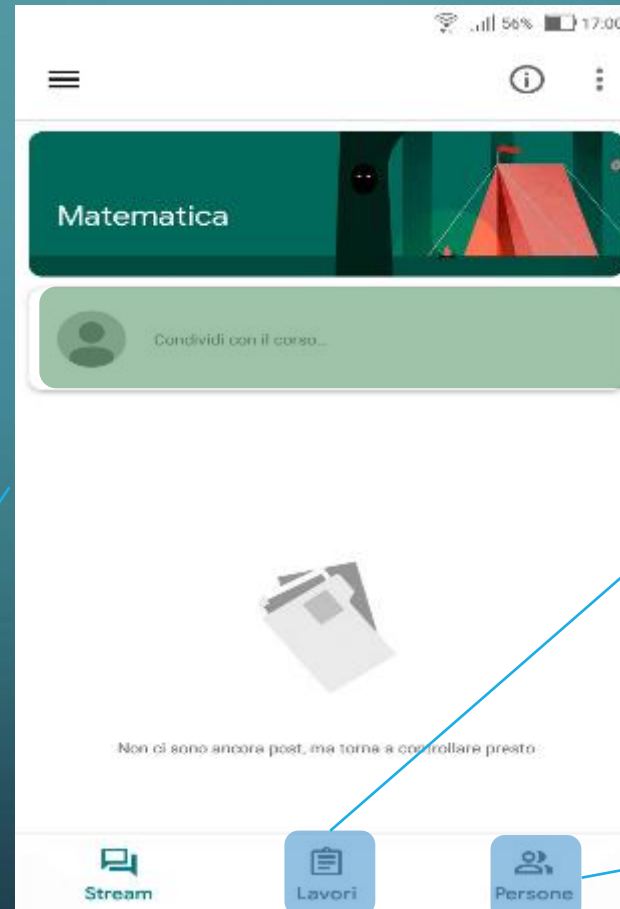 56% 17:00
Matematica
Condividi con il corso...
Non ci sono ancora post, ma torna a controllare presto
Stream Lavori Persone